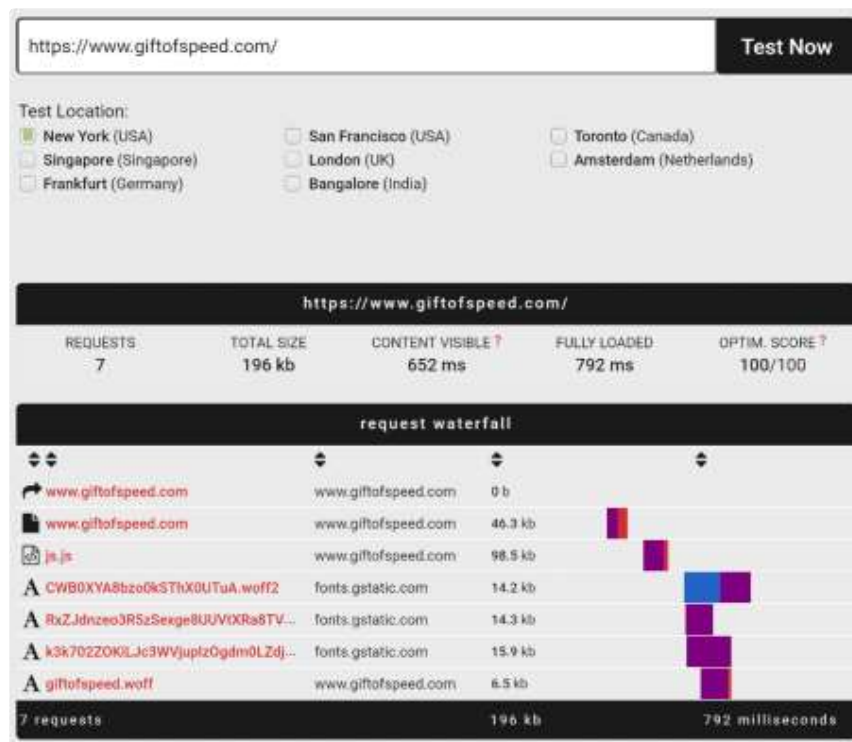 https://www.giftofspeed.com/ Test Now
Test Location:
New York (USA) San Francisco (USA) Toronto (Canada)
Singapore (Singapore) London (UK) Amsterdam (Netherlands)
Frankfurt (Germany) Bangalore (India)
https://www.giftofspeed.com/
REQUESTS TOTAL SIZE CONTENT VISIBLE ? FULLY LOADED OPTIM. SCORE ?
7 196 kb 652 ms 792 ms 100/100
request waterfall
www.giftofspeed.com www.giftofspeed.com 0 b
www.giftofspeed.com www.giftofspeed.com 46.3 kb
js.js www.giftofspeed.com 98.5 kb
CWB0XYA8bzo0kSThX0UTuA.woff2 fonts.gstatic.com 14.2 kb
RxZJdnzeo3R5zSexge8UUVtXRa8TV... fonts.gstatic.com 14.3 kb
k3k702ZOKiLJc3WVjuplzOgdm0LZdj... fonts.gstatic.com 15.9 kb
giftofspeed.woff www.giftofspeed.com 6.5 kb
7 requests 196 kb 792 milliseconds